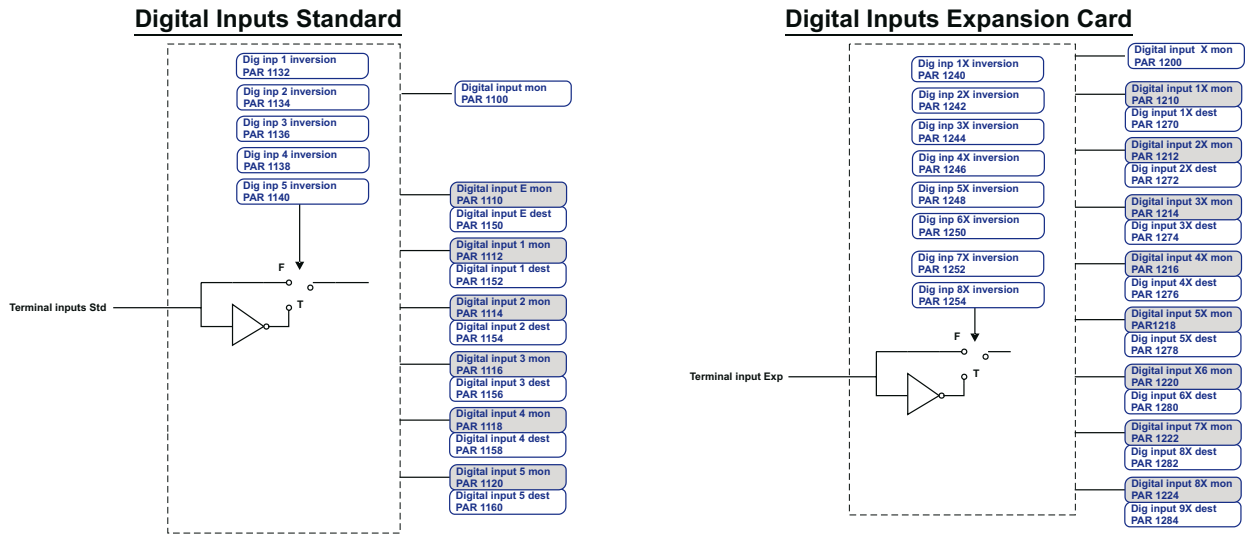 Digital Inputs Standard
Dig inp 1 inversion
PAR 1132
Dig inp 2 inversion
PAR 1134
Dig inp 3 inversion
PAR 1136
Dig inp 4 inversion
PAR 1138
Dig inp 5 inversion
PAR 1140
F
T
Terminal inputs Std
Digital input mon
PAR 1100
Digital input E mon
PAR 1110
Digital input E dest
PAR 1150
Digital input 1 mon
PAR 1112
Digital input 1 dest
PAR 1152
Digital input 2 mon
PAR 1114
Digital input 2 dest
PAR 1154
Digital input 3 mon
PAR 1116
Digital input 3 dest
PAR 1156
Digital input 4 mon
PAR 1118
Digital input 4 dest
PAR 1158
Digital input 5 mon
PAR 1120
Digital input 5 dest
PAR 1160
Digital Inputs Expansion Card
Dig inp 1X inversion
PAR 1240
Dig inp 2X inversion
PAR 1242
Dig inp 3X inversion
PAR 1244
Dig inp 4X inversion
PAR 1246
Dig inp 5X inversion
PAR 1248
Dig inp 6X inversion
PAR 1250
Dig inp 7X inversion
PAR 1252
Dig inp 8X inversion
PAR 1254
F
T
Terminal input Exp
Digital input X mon
PAR 1200
Digital input 1X mon
PAR 1210
Dig input 1X dest
PAR 1270
Digital input 2X mon
PAR 1212
Dig input 2X dest
PAR 1272
Digital input 3X mon
PAR 1214
Dig input 3X dest
PAR 1274
Digital input 4X mon
PAR 1216
Dig input 4X dest
PAR 1276
Digital input 5X mon
PAR1218
Dig input 5X dest
PAR 1278
Digital input X6 mon
PAR 1220
Dig input 6X dest
PAR 1280
Digital input 7X mon
PAR 1222
Dig input 8X dest
PAR 1282
Digital input 8X mon
PAR 1224
Dig input 9X dest
PAR 1284